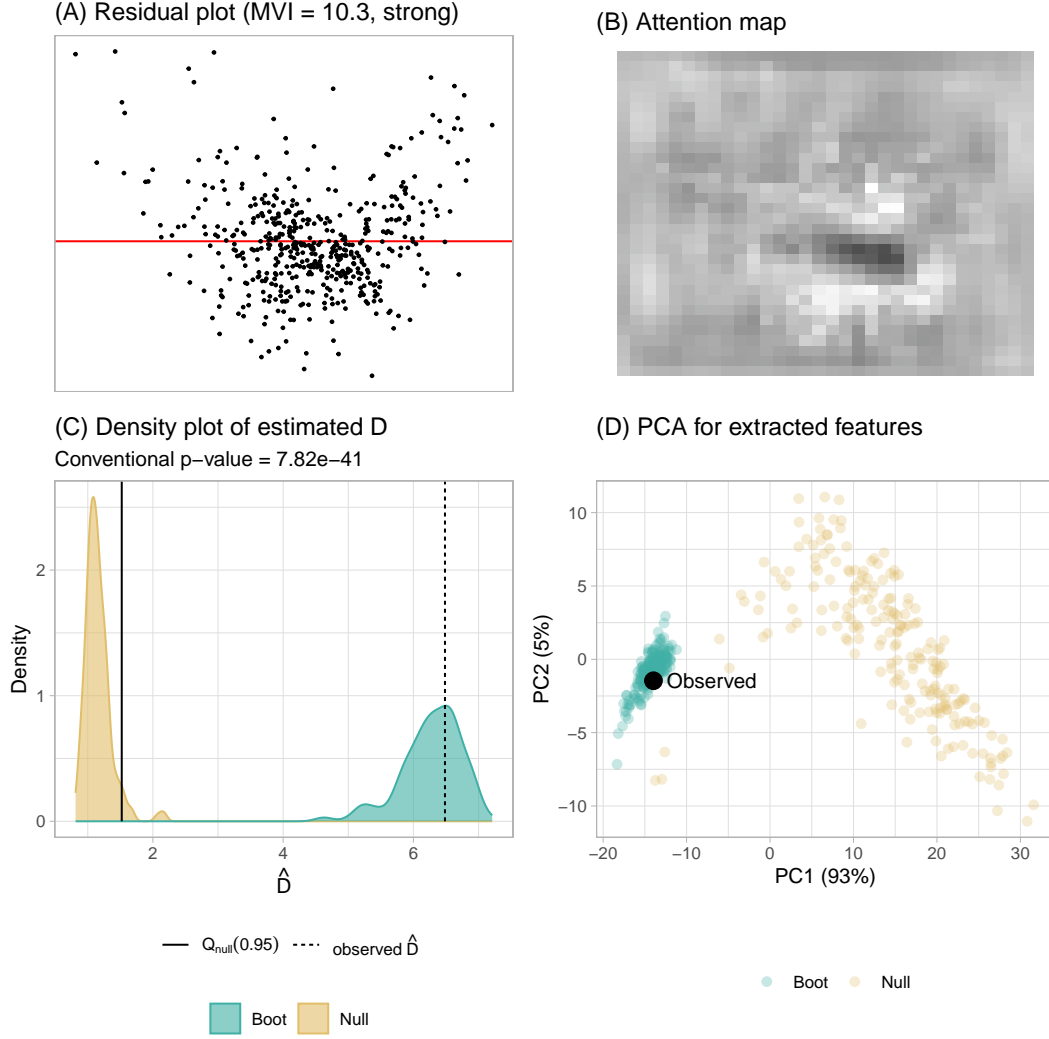 (A) Residual plot (MVI = 10.3, strong)
(B) Attention map
(C) Density plot of estimated D
Conventional p−value = 7.82e−41
Density
2
1
0
2
4
6
D̂
Q_null(0.95)
observed D̂
Boot
Null
(D) PCA for extracted features
PC2 (5%)
10
5
0
−5
−10
Observed
−20
−10
0
10
20
30
PC1 (93%)
Boot
Null